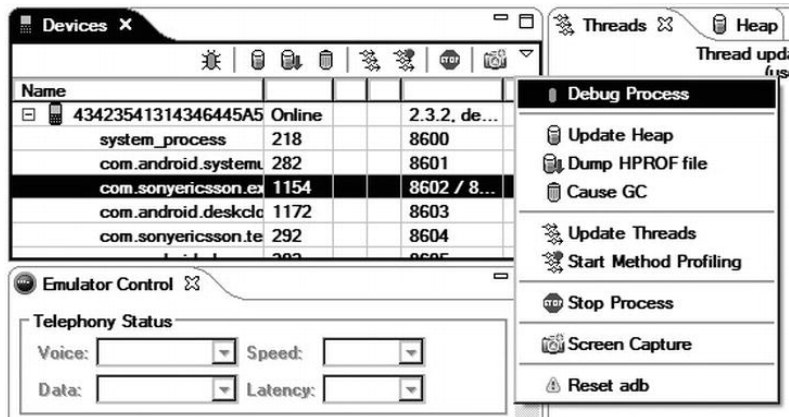 Devices
Threads
Heap
Thread upda
(use
Name
43423541314346445A5 Online 2.3.2, de...
system_process 218 8600
com.android.systemu 282 8601
com.sonyericsson.ex 1154 8602 / 8...
com.android.deskclo 1172 8603
com.sonyericsson.te 292 8604
Debug Process
Update Heap
Dump HPROF file
Cause GC
Update Threads
Start Method Profiling
Stop Process
Screen Capture
Reset adb
Emulator Control
Telephony Status
Voice: Speed:
Data: Latency: